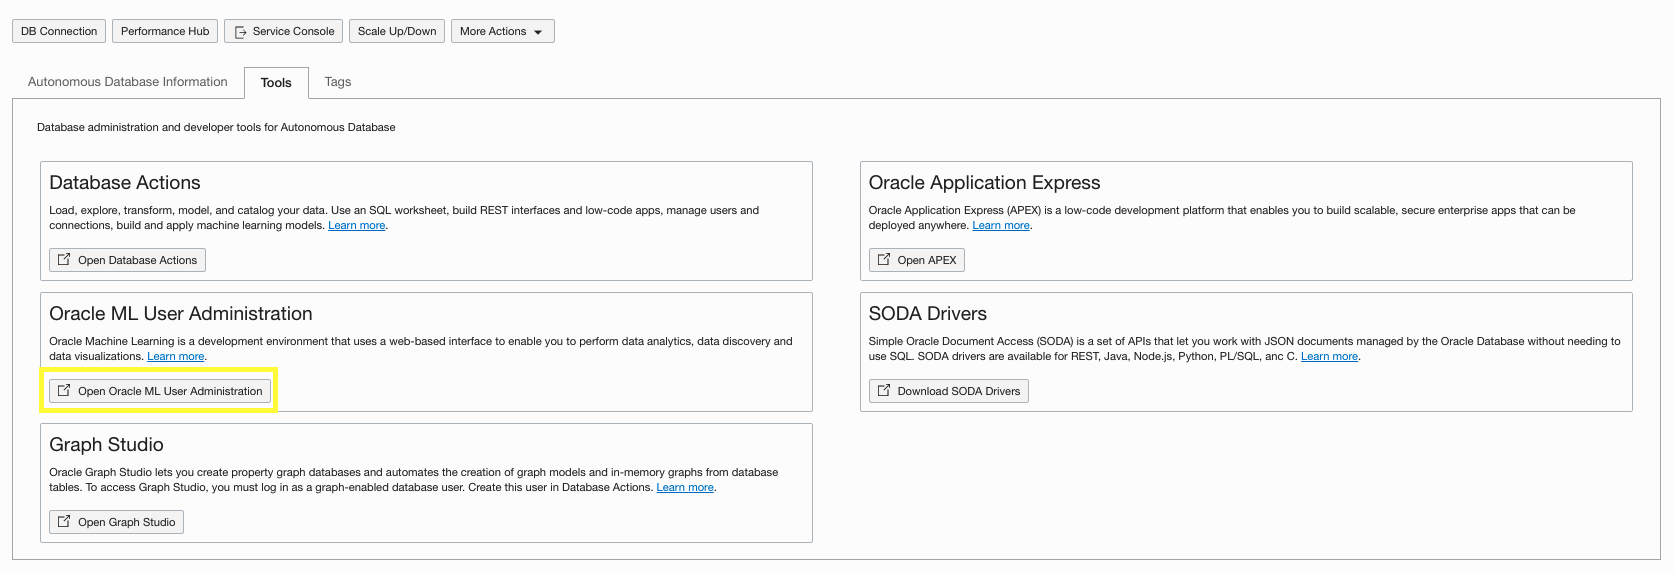 DB Connection
Performance Hub
Service Console
Scale Up/Down
More Actions
Autonomous Database Information
Tools
Tags
Database administration and developer tools for Autonomous Database
Database Actions
Load, explore, transform, model, and catalog your data. Use an SQL worksheet, build REST interfaces and low-code apps, manage users and
connections, build and apply machine learning models. Learn more.
Open Database Actions
Oracle Application Express
Oracle Application Express (APEX) is a low-code development platform that enables you to build scalable, secure enterprise apps that can be
deployed anywhere. Learn more.
Open APEX
Oracle ML User Administration
Oracle Machine Learning is a development environment that uses a web-based interface to enable you to perform data analytics, data discovery and
data visualizations. Learn more.
Open Oracle ML User Administration
SODA Drivers
Simple Oracle Document Access (SODA) is a set of APIs that let you work with JSON documents managed by the Oracle Database without needing to
use SQL. SODA drivers are available for REST, Java, Node.js, Python, PL/SQL, anc C. Learn more.
Download SODA Drivers
Graph Studio
Oracle Graph Studio lets you create property graph databases and automates the creation of graph models and in-memory graphs from database
tables. To access Graph Studio, you must log in as a graph-enabled database user. Create this user in Database Actions. Learn more.
Open Graph Studio